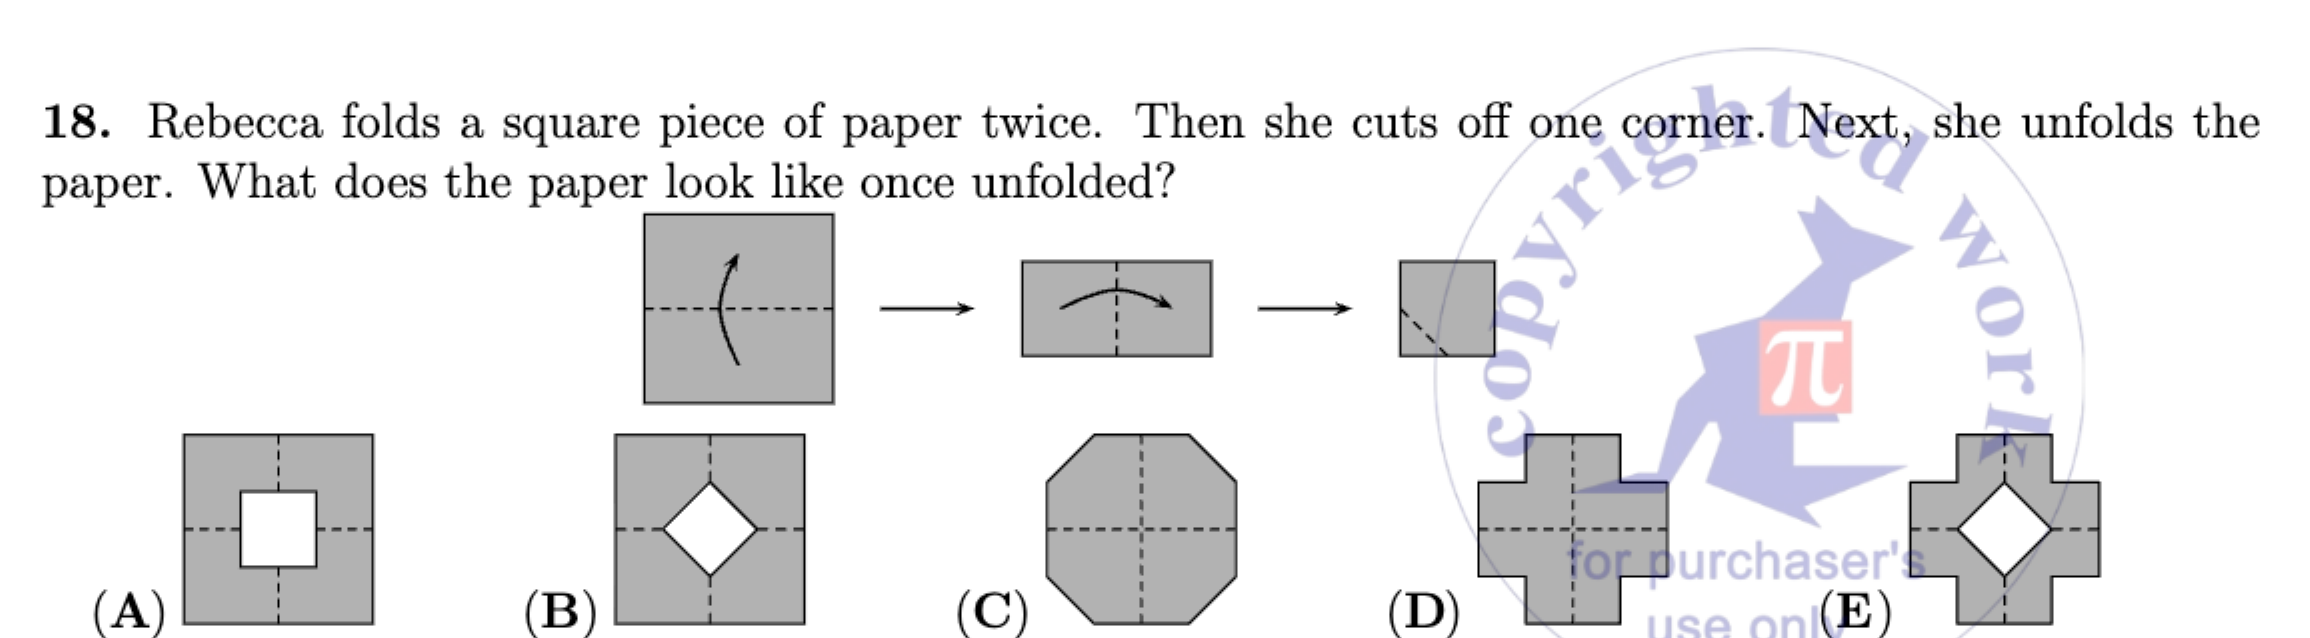 18. Rebecca folds a square piece of paper twice. Then she cuts off one corner. Next, she unfolds the
paper. What does the paper look like once unfolded?
(A) (B) (C) (D) (E)
copyrighted work
π
for purchaser's
use only